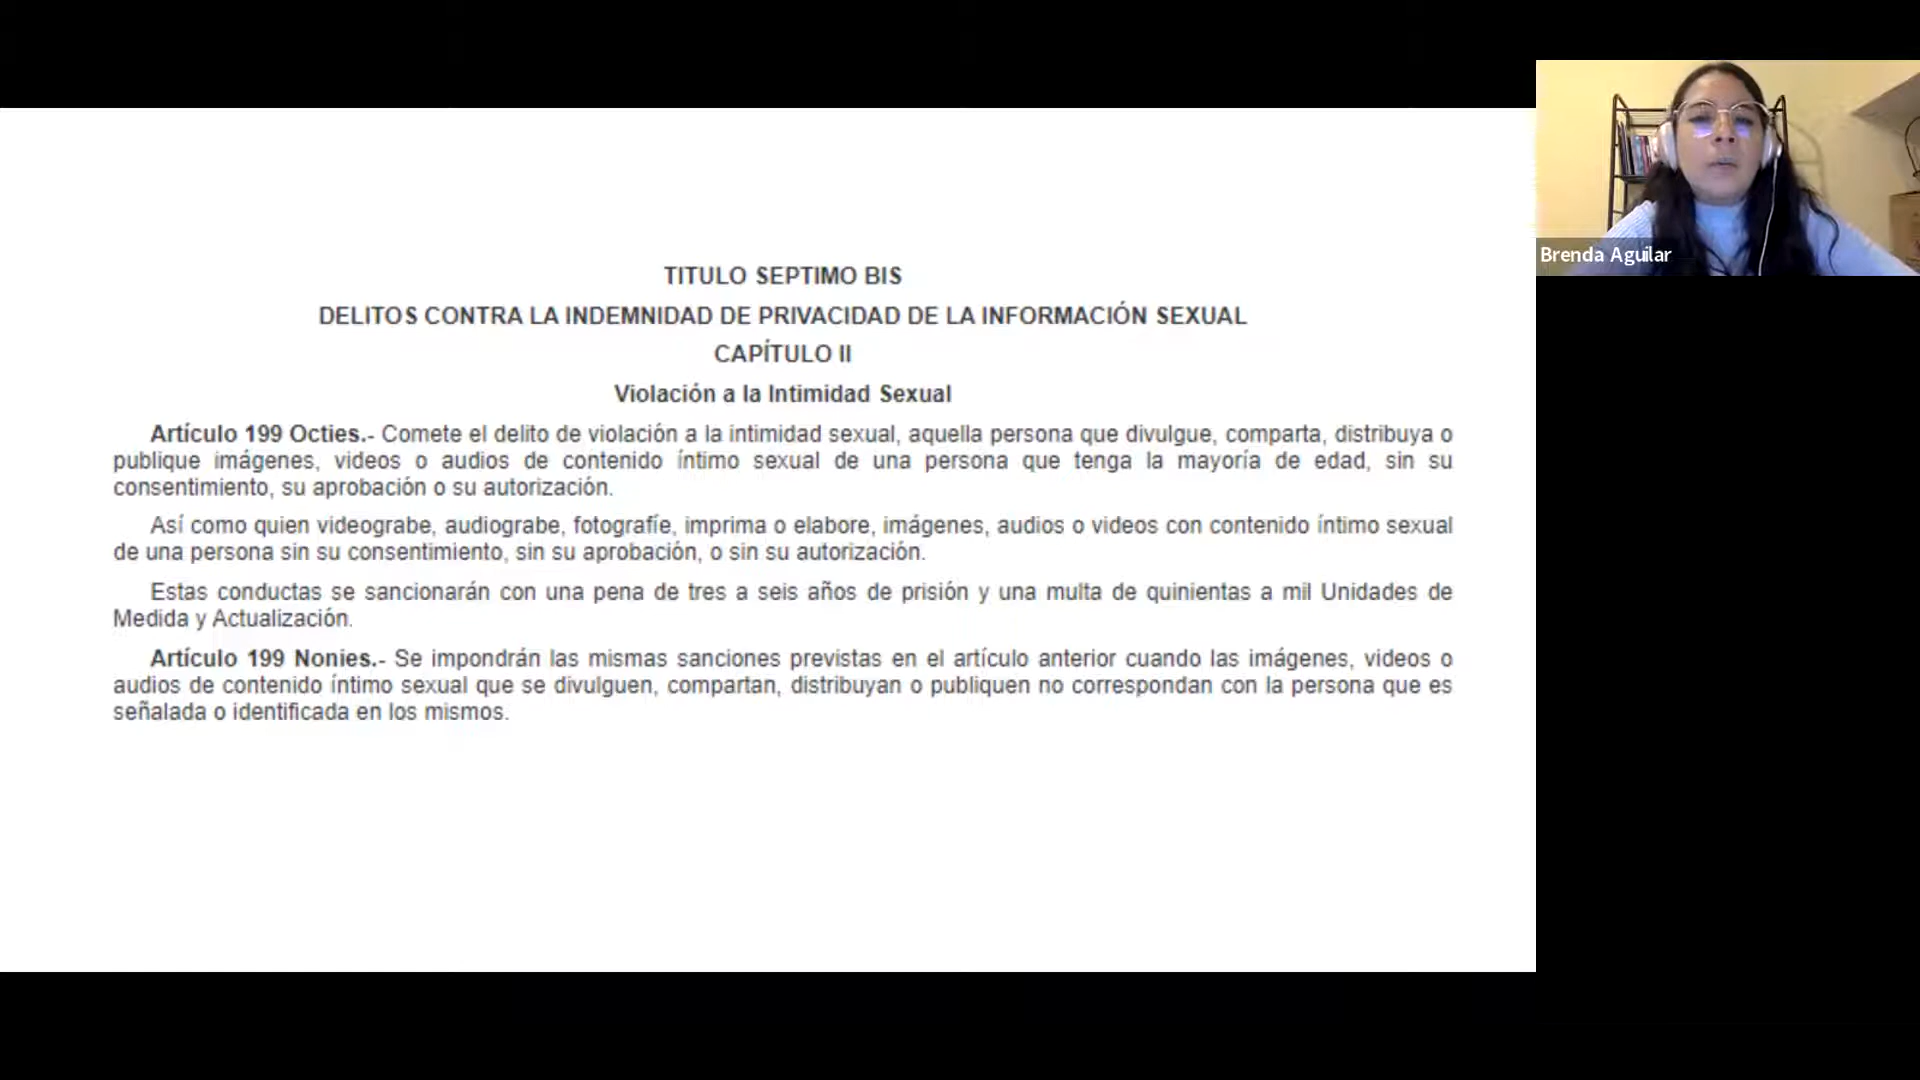 TITULO SEPTIMO BIS
DELITOS CONTRA LA INDEMNIDAD DE PRIVACIDAD DE LA INFORMACIÓN SEXUAL
CAPÍTULO II
Violación a la Intimidad Sexual
Artículo 199 Octies.- Comete el delito de violación a la intimidad sexual, aquella persona que divulgue, comparta, distribuya o
publique imágenes, videos o audios de contenido íntimo sexual de una persona que tenga la mayoría de edad, sin su
consentimiento, su aprobación o su autorización.
Así como quien videograbe, audiograbe, fotografíe, imprima o elabore, imágenes, audios o videos con contenido íntimo sexual
de una persona sin su consentimiento, sin su aprobación, o sin su autorización.
Estas conductas se sancionarán con una pena de tres a seis años de prisión y una multa de quinientas a mil Unidades de
Medida y Actualización.
Artículo 199 Nonies.- Se impondrán las mismas sanciones previstas en el artículo anterior cuando las imágenes, videos o
audios de contenido íntimo sexual que se divulguen, compartan, distribuyan o publiquen no correspondan con la persona que es
señalada o identificada en los mismos.
Brenda Aguilar